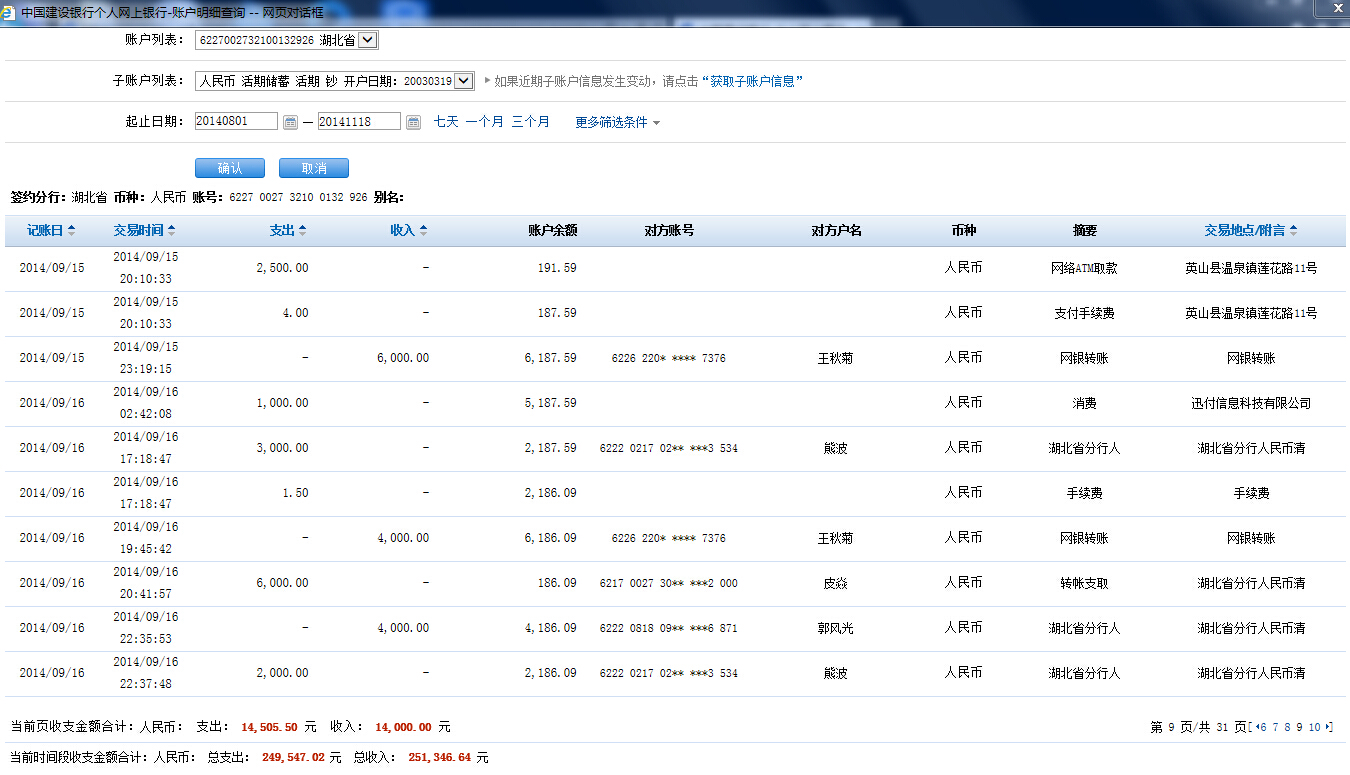 中国建设银行个人网上银行-账户明细查询 -- 网页对话框
账户列表： 6227002732100132926 湖北省
子账户列表： 人民币 活期储蓄 活期 钞 开户日期：20030319 如果近期子账户信息发生变动，请点击“获取子账户信息”
起止日期： 20140801 — 20141118 七天 一个月 三个月 更多筛选条件
确认 取消
签约分行：湖北省 币种：人民币 账号：6227 0027 3210 0132 926 别名：
记账日 交易时间 支出 收入 账户余额 对方账号 对方户名 币种 摘要 交易地点/附言
2014/09/15 2014/09/15 20:10:33 2,500.00 - 191.59 人民币 网络ATM取款 英山县温泉镇莲花路11号
2014/09/15 2014/09/15 20:10:33 4.00 - 187.59 人民币 支付手续费 英山县温泉镇莲花路11号
2014/09/15 2014/09/15 23:19:15 - 6,000.00 6,187.59 6226 220* **** 7376 王秋菊 人民币 网银转账 网银转账
2014/09/16 2014/09/16 02:42:08 1,000.00 - 5,187.59 人民币 消费 迅付信息科技有限公司
2014/09/16 2014/09/16 17:18:47 3,000.00 - 2,187.59 6222 0217 02** ***3 534 熊波 人民币 湖北省分行人 湖北省分行人民币清
2014/09/16 2014/09/16 17:18:47 1.50 - 2,186.09 人民币 手续费 手续费
2014/09/16 2014/09/16 19:45:42 - 4,000.00 6,186.09 6226 220* **** 7376 王秋菊 人民币 网银转账 网银转账
2014/09/16 2014/09/16 20:41:57 6,000.00 - 186.09 6217 0027 30** ***2 000 皮焱 人民币 转帐支取 湖北省分行人民币清
2014/09/16 2014/09/16 22:35:53 - 4,000.00 4,186.09 6222 0818 09** ***6 871 郭风光 人民币 湖北省分行人 湖北省分行人民币清
2014/09/16 2014/09/16 22:37:48 2,000.00 - 2,186.09 6222 0217 02** ***3 534 熊波 人民币 湖北省分行人 湖北省分行人民币清
当前页收支金额合计：人民币： 支出： 14,505.50 元 收入： 14,000.00 元 第 9 页/共 31 页[6 7 8 9 10]
当前时间段收支金额合计：人民币： 总支出： 249,547.02 元 总收入： 251,346.64 元